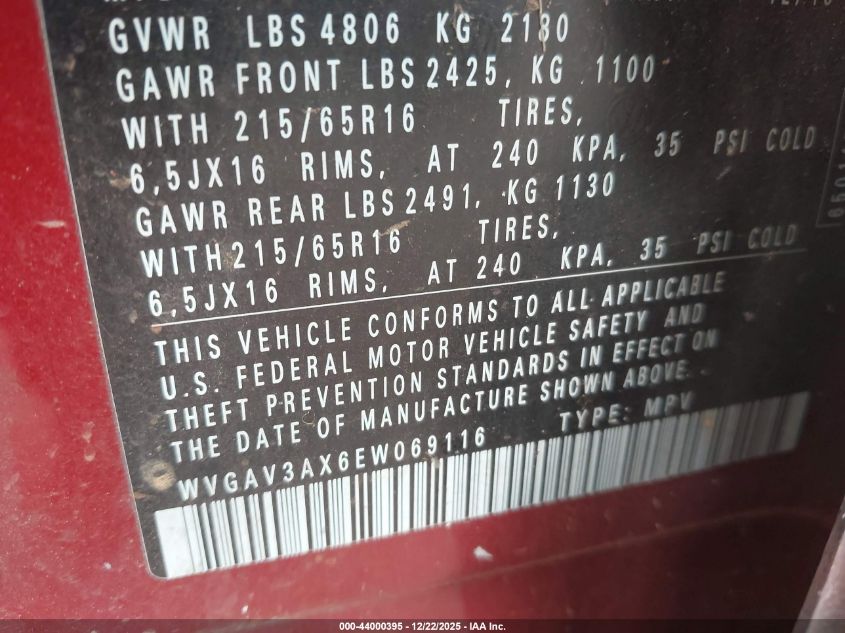 GVWR LBS 4806 KG 2180
GAWR FRONT LBS 2425, KG 1100
WITH 215/65R16 TIRES,
6,5JX16 RIMS, AT 240 KPA, 35 PSI COLD
GAWR REAR LBS 2491, KG 1130
WITH 215/65R16 TIRES,
6,5JX16 RIMS, AT 240 KPA, 35 PSI COLD
THIS VEHICLE CONFORMS TO ALL APPLICABLE
U.S. FEDERAL MOTOR VEHICLE SAFETY AND
THEFT PREVENTION STANDARDS IN EFFECT ON
THE DATE OF MANUFACTURE SHOWN ABOVE.
WVGAV3AX6EW069116 TYPE: MPV
000-44000395 - 12/22/2025 - IAA Inc.